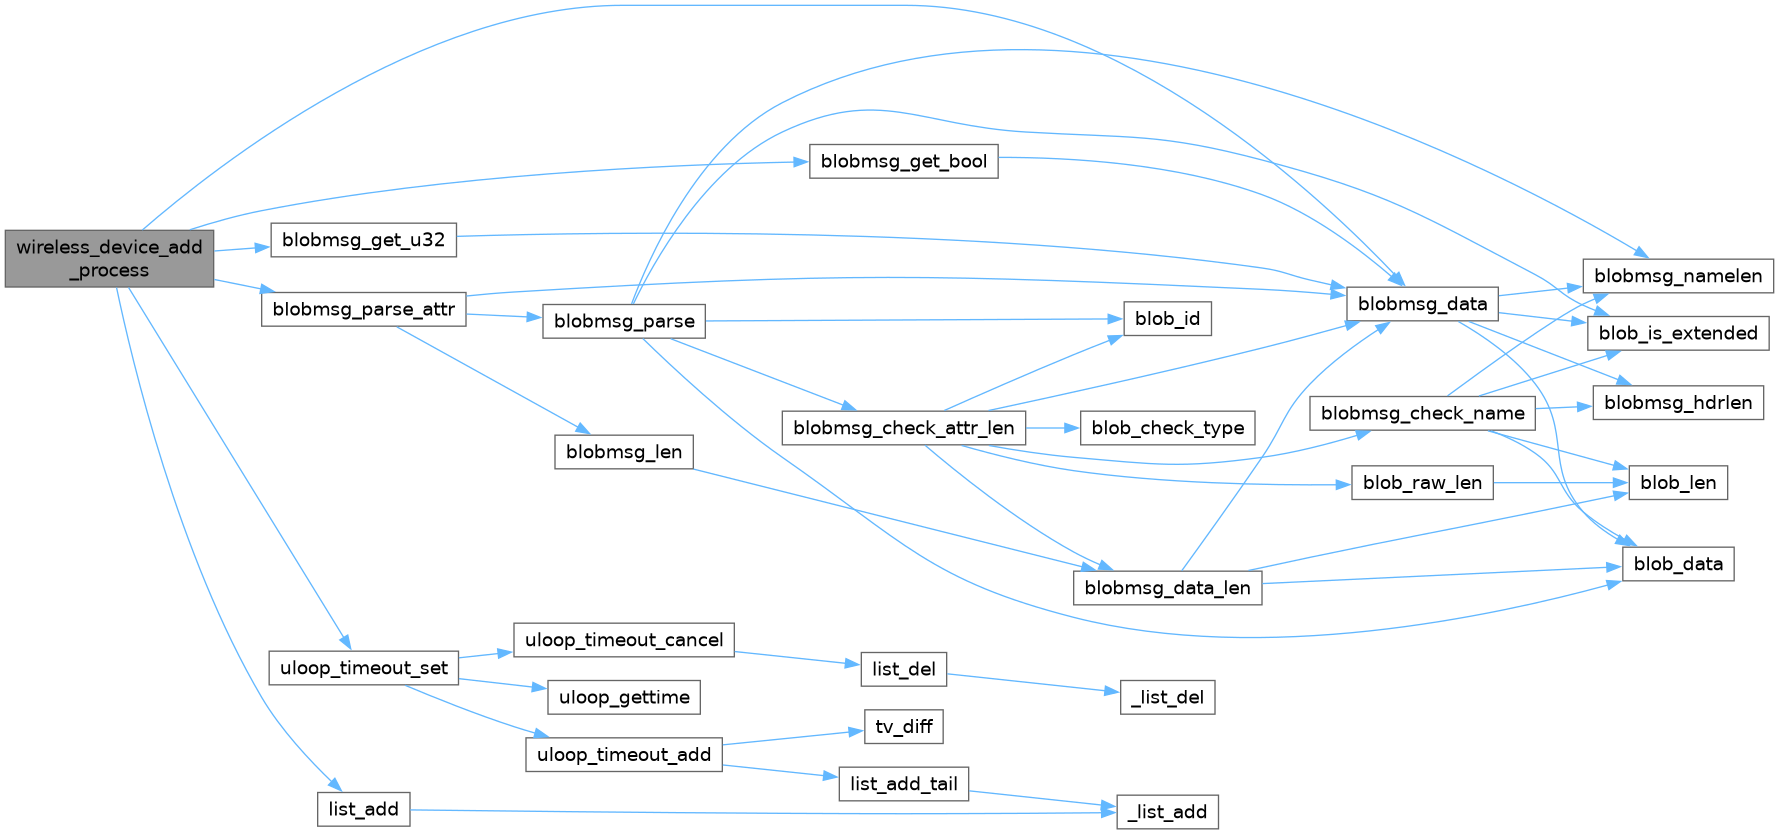 wireless_device_add
_process
blobmsg_get_bool
blobmsg_get_u32
blobmsg_parse_attr
blobmsg_parse
blobmsg_len
blobmsg_check_attr_len
blob_id
blob_check_type
blobmsg_data_len
blobmsg_data
blobmsg_check_name
blob_raw_len
blobmsg_namelen
blob_is_extended
blobmsg_hdrlen
blob_len
blob_data
uloop_timeout_set
uloop_timeout_cancel
uloop_gettime
uloop_timeout_add
list_del
_list_del
tv_diff
list_add_tail
list_add
_list_add